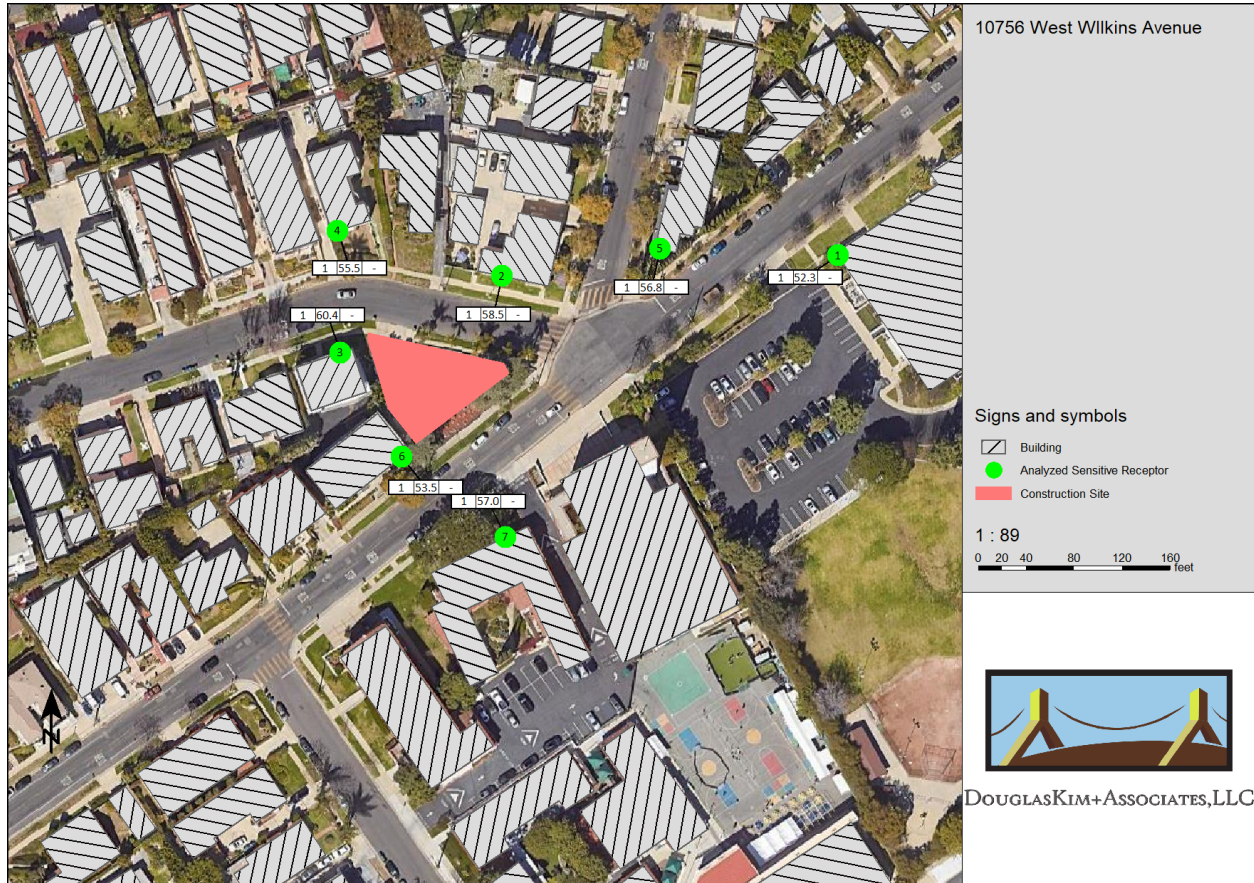 10756 West WIlkins Avenue
4
1 55.5 -
2
1 58.5 -
5
1 56.8 -
1
1 52.3 -
1 60.4 -
3
6
1 53.5 -
1 57.0 -
7
N
Signs and symbols
Building
Analyzed Sensitive Receptor
Construction Site
1 : 89
0 20 40 80 120 160
feet
DOUGLASKIM+ASSOCIATES,LLC